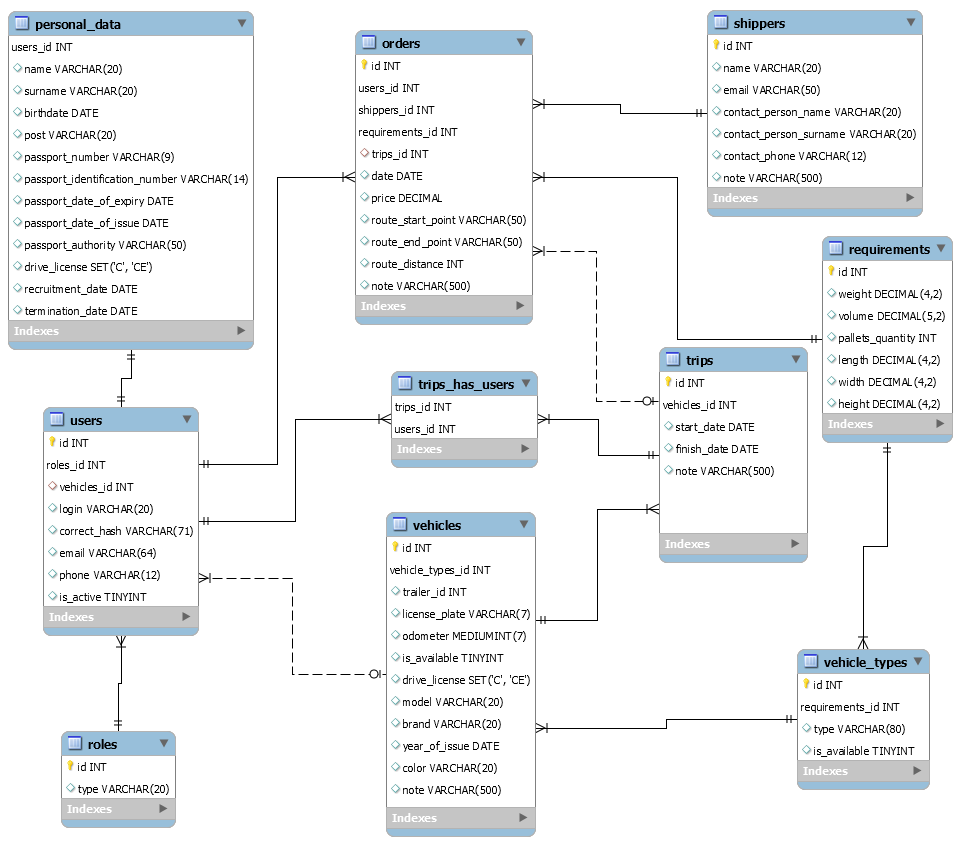 personal_data
users_id INT
name VARCHAR(20)
surname VARCHAR(20)
birthdate DATE
post VARCHAR(20)
passport_number VARCHAR(9)
passport_identification_number VARCHAR(14)
passport_date_of_expiry DATE
passport_date_of_issue DATE
passport_authority VARCHAR(50)
drive_license SET('C', 'CE')
recruitment_date DATE
termination_date DATE
Indexes
orders
id INT
users_id INT
shippers_id INT
requirements_id INT
trips_id INT
date DATE
price DECIMAL
route_start_point VARCHAR(50)
route_end_point VARCHAR(50)
route_distance INT
note VARCHAR(500)
Indexes
shippers
id INT
name VARCHAR(20)
email VARCHAR(50)
contact_person_name VARCHAR(20)
contact_person_surname VARCHAR(20)
contact_phone VARCHAR(12)
note VARCHAR(500)
Indexes
requirements
id INT
weight DECIMAL(4,2)
volume DECIMAL(5,2)
pallets_quantity INT
length DECIMAL(4,2)
width DECIMAL(4,2)
height DECIMAL(4,2)
Indexes
trips
id INT
vehicles_id INT
start_date DATE
finish_date DATE
note VARCHAR(500)
Indexes
trips_has_users
trips_id INT
users_id INT
Indexes
users
id INT
roles_id INT
vehicles_id INT
login VARCHAR(20)
correct_hash VARCHAR(71)
email VARCHAR(64)
phone VARCHAR(12)
is_active TINYINT
Indexes
vehicles
id INT
vehicle_types_id INT
trailer_id INT
license_plate VARCHAR(7)
odometer MEDIUMINT(7)
is_available TINYINT
drive_license SET('C', 'CE')
model VARCHAR(20)
brand VARCHAR(20)
year_of_issue DATE
color VARCHAR(20)
note VARCHAR(500)
Indexes
vehicle_types
id INT
requirements_id INT
type VARCHAR(80)
is_available TINYINT
Indexes
roles
id INT
type VARCHAR(20)
Indexes